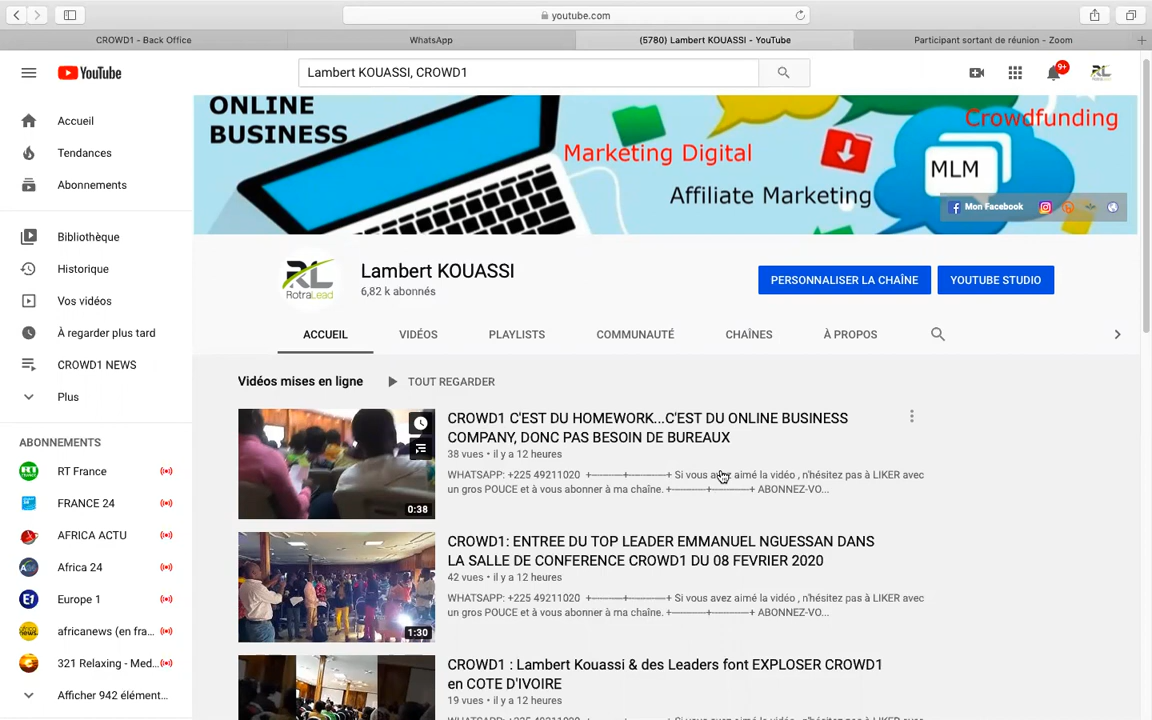 youtube.com
CROWD1 - Back Office
WhatsApp
(5780) Lambert KOUASSI - YouTube
Participant sortant de réunion - Zoom
YouTube
Lambert KOUASSI, CROWD1
9+
ONLINE
BUSINESS
Marketing Digital
Affiliate Marketing
Crowdfunding
MLM
Mon Facebook
Accueil
Tendances
Abonnements
Bibliothèque
Historique
Vos vidéos
À regarder plus tard
CROWD1 NEWS
Plus
ABONNEMENTS
RT France
FRANCE 24
AFRICA ACTU
Africa 24
Europe 1
africanews (en fra...
321 Relaxing - Med...
Afficher 942 élément...
RL
RotraLead
Lambert KOUASSI
6,82 k abonnés
PERSONNALISER LA CHAÎNE
YOUTUBE STUDIO
ACCUEIL
VIDÉOS
PLAYLISTS
COMMUNAUTÉ
CHAÎNES
À PROPOS
Vidéos mises en ligne
TOUT REGARDER
0:38
CROWD1 C'EST DU HOMEWORK...C'EST DU ONLINE BUSINESS
COMPANY, DONC PAS BESOIN DE BUREAUX
38 vues • il y a 12 heures
WHATSAPP: +225 49211020 +----------+----------+ Si vous avez aimé la vidéo , n'hésitez pas à LIKER avec
un gros POUCE et à vous abonner à ma chaîne. +----------+----------+ ABONNEZ-VO...
1:30
CROWD1: ENTREE DU TOP LEADER EMMANUEL NGUESSAN DANS
LA SALLE DE CONFERENCE CROWD1 DU 08 FEVRIER 2020
42 vues • il y a 12 heures
WHATSAPP: +225 49211020 +----------+----------+ Si vous avez aimé la vidéo , n'hésitez pas à LIKER avec
un gros POUCE et à vous abonner à ma chaîne. +----------+----------+ ABONNEZ-VO...
CROWD1 : Lambert Kouassi & des Leaders font EXPLOSER CROWD1
en COTE D'IVOIRE
19 vues • il y a 12 heures